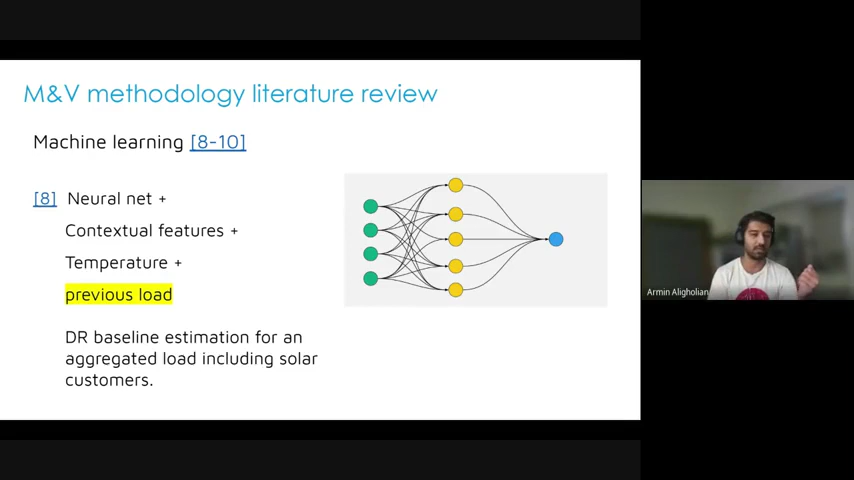 M&V methodology literature review
Machine learning [8-10]
[8] Neural net +
Contextual features +
Temperature +
previous load
DR baseline estimation for an
aggregated load including solar
customers.
Armin Aligholian